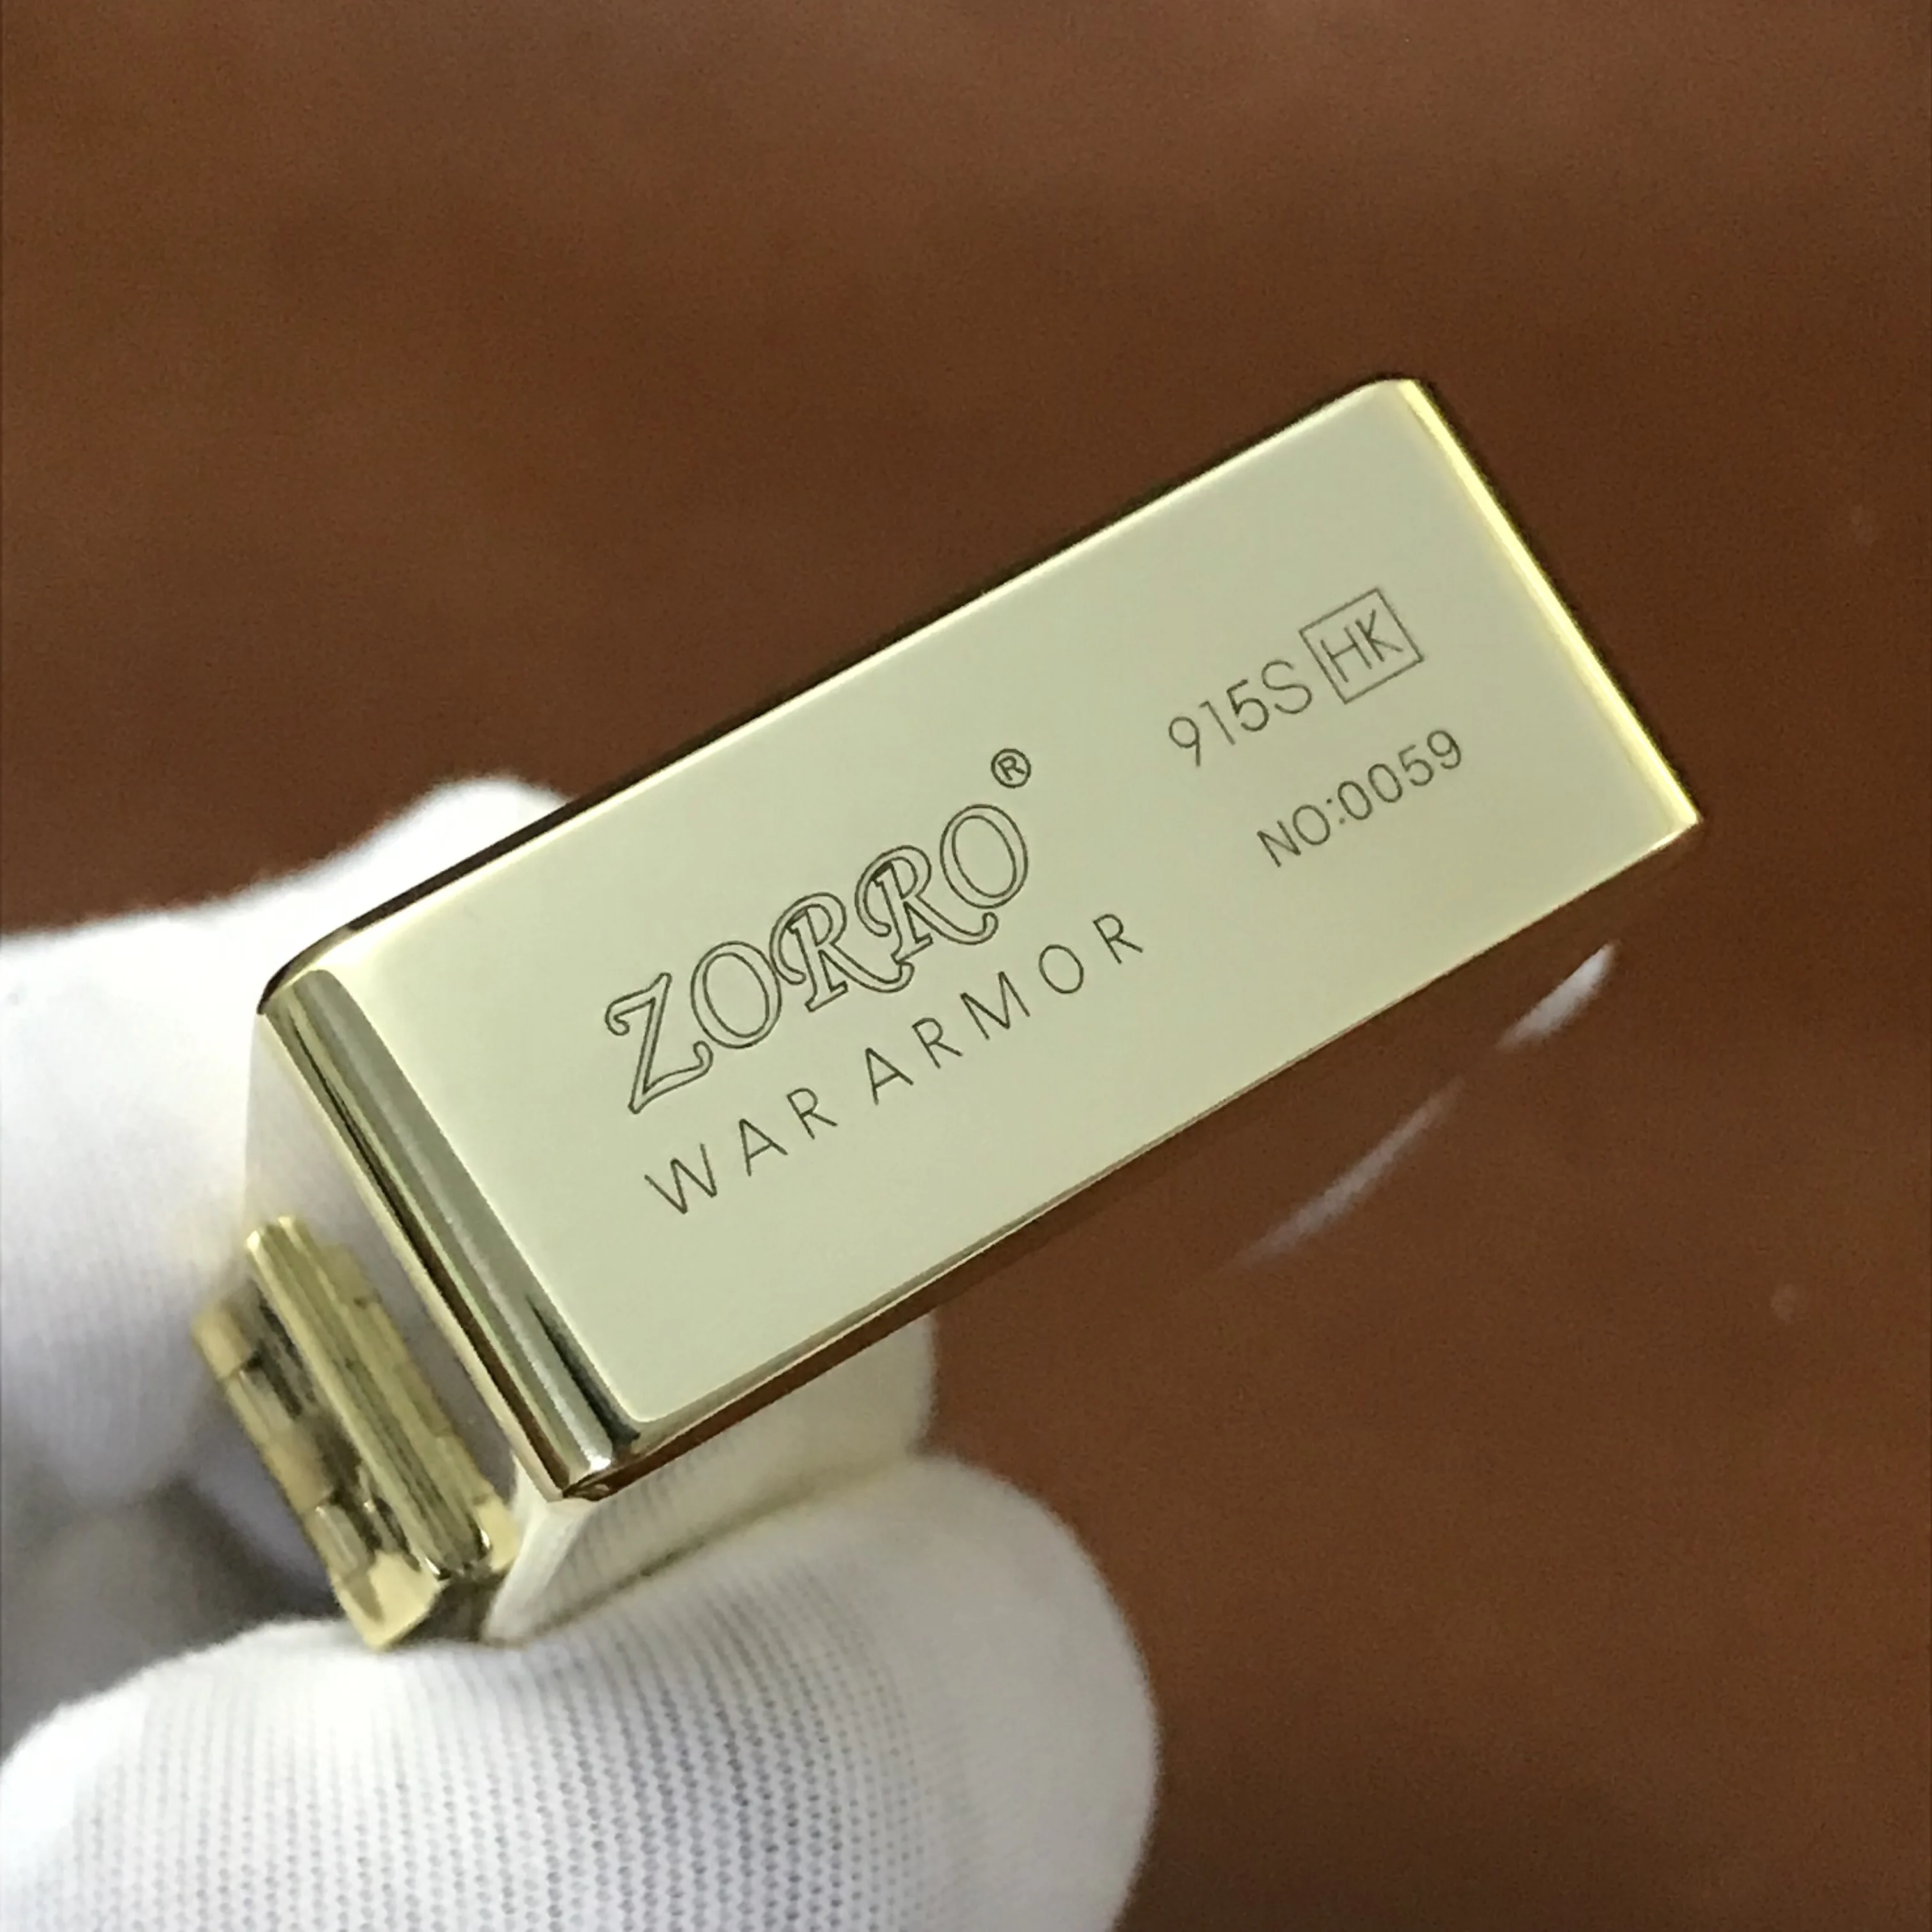 ZORRO®
WAR ARMOR
915S HK
NO:0059